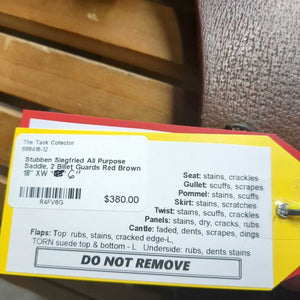 The Tack Collector
Stubben Siegfried All Purpose
Saddle, 2 Billet Guards Red Brown
18" XW 6"
R4FV6G
$380.00
Seat: stains, crackles
Gullet: scuffs, scrapes
Pommel: stains, scuffs
Skirt: stains, scratches
Twist: stains, scuffs, crackles
Panels: stains, dry, cracks, rubs
Cantle: faded, dents, scrapes, dings
Flaps: Top: rubs, stains, cracked edge-L,
TORN suede top & bottom - L Underside: rubs, dents stains
DO NOT REMOVE